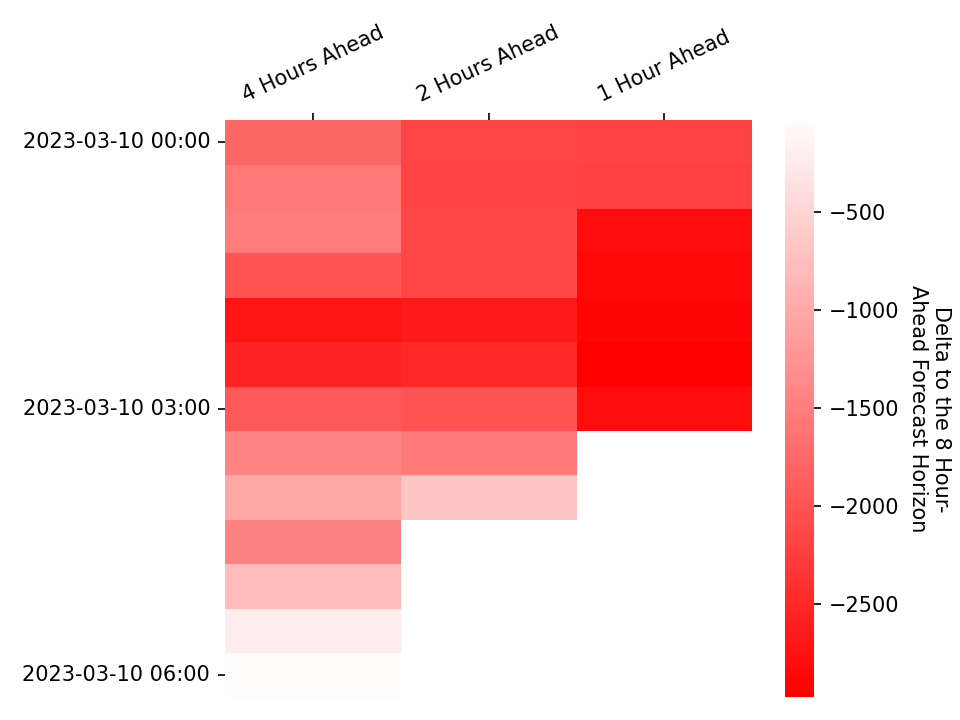 4 Hours Ahead
2 Hours Ahead
1 Hour Ahead
2023-03-10 00:00
2023-03-10 03:00
2023-03-10 06:00
−500
−1000
−1500
−2000
−2500
Delta to the 8 Hour-
Ahead Forecast Horizon